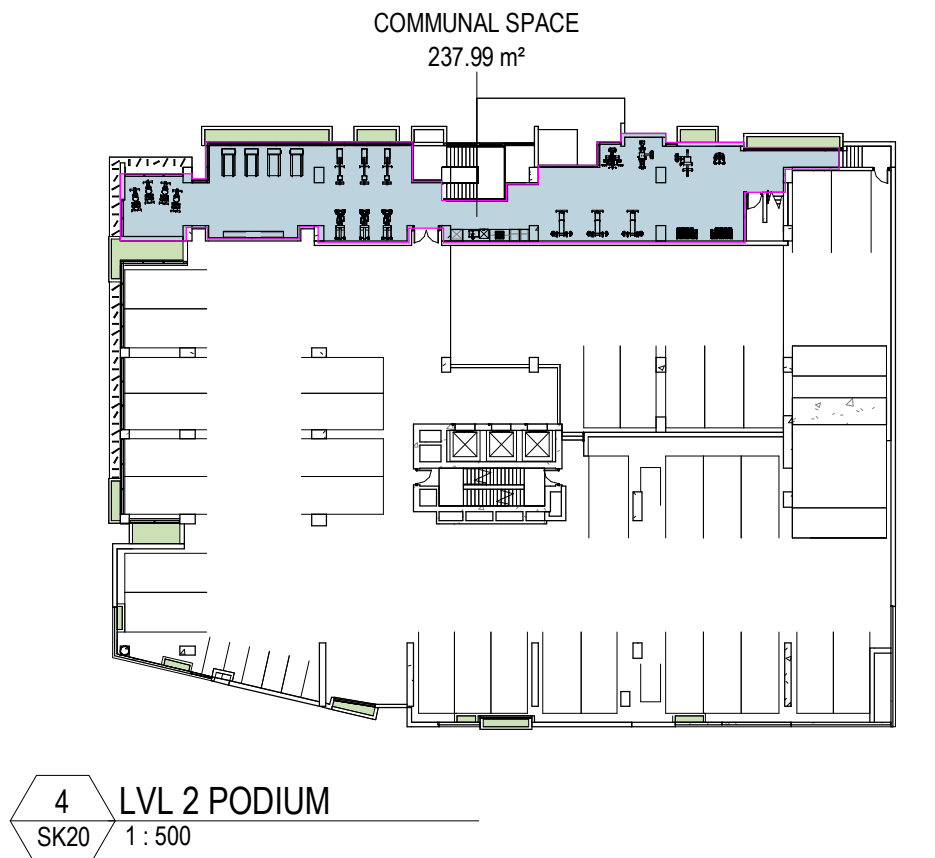 COMMUNAL SPACE
237.99 m²
4
SK20
LVL 2 PODIUM
1 : 500